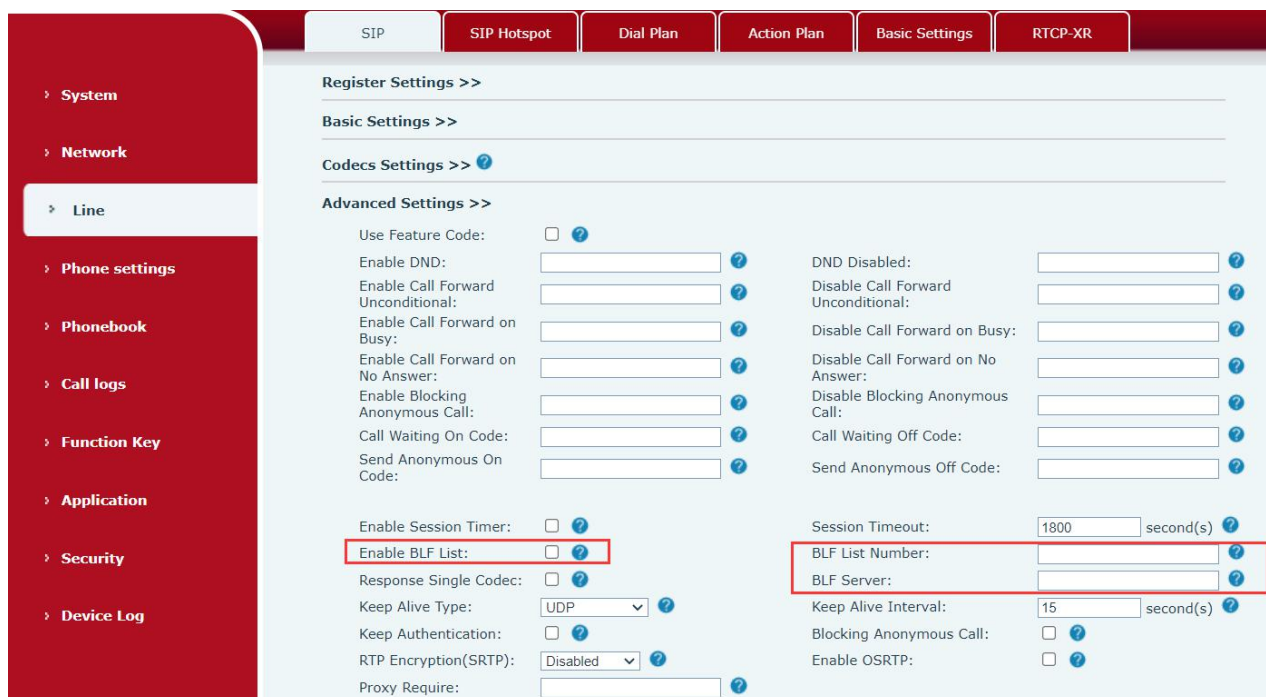 SIP
SIP Hotspot
Dial Plan
Action Plan
Basic Settings
RTCP-XR
› System
› Network
› Line
› Phone settings
› Phonebook
› Call logs
› Function Key
› Application
› Security
› Device Log
Register Settings >>
Basic Settings >>
Codecs Settings >> ?
Advanced Settings >>
Use Feature Code: ?
Enable DND: ? DND Disabled: ?
Enable Call Forward
Unconditional: ?
Disable Call Forward
Unconditional: ?
Enable Call Forward on
Busy: ?
Disable Call Forward on Busy: ?
Enable Call Forward on
No Answer: ?
Disable Call Forward on No
Answer: ?
Enable Blocking
Anonymous Call: ?
Disable Blocking Anonymous
Call: ?
Call Waiting On Code: ? Call Waiting Off Code: ?
Send Anonymous On
Code: ?
Send Anonymous Off Code: ?
Enable Session Timer: ? Session Timeout: 1800 second(s) ?
Enable BLF List: ? BLF List Number: ?
Response Single Codec: ? BLF Server: ?
Keep Alive Type: UDP ? Keep Alive Interval: 15 second(s) ?
Keep Authentication: ? Blocking Anonymous Call: ?
RTP Encryption(SRTP): Disabled ? Enable OSRTP: ?
Proxy Require: ?